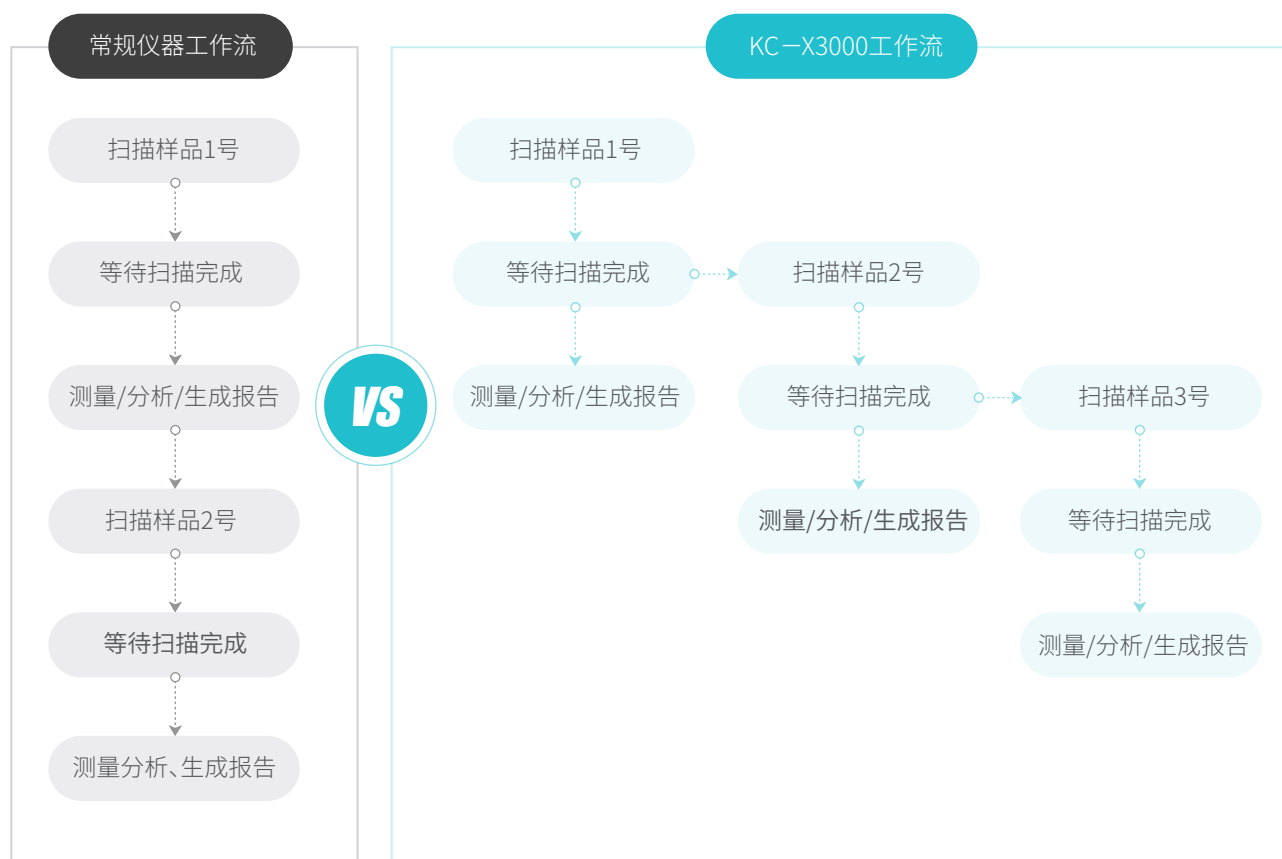 常规仪器工作流
扫描样品1号
等待扫描完成
测量/分析/生成报告
扫描样品2号
等待扫描完成
测量分析、生成报告
VS
KC－X3000工作流
扫描样品1号
等待扫描完成
测量/分析/生成报告
扫描样品2号
等待扫描完成
测量/分析/生成报告
扫描样品3号
等待扫描完成
测量/分析/生成报告